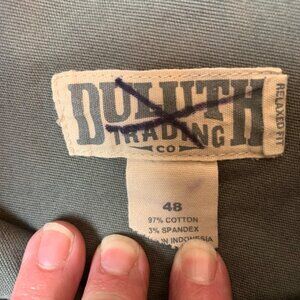 DULUTH
TRADING
CO
RELAXED FIT
48
97% COTTON
3% SPANDEX
IN INDONESIA